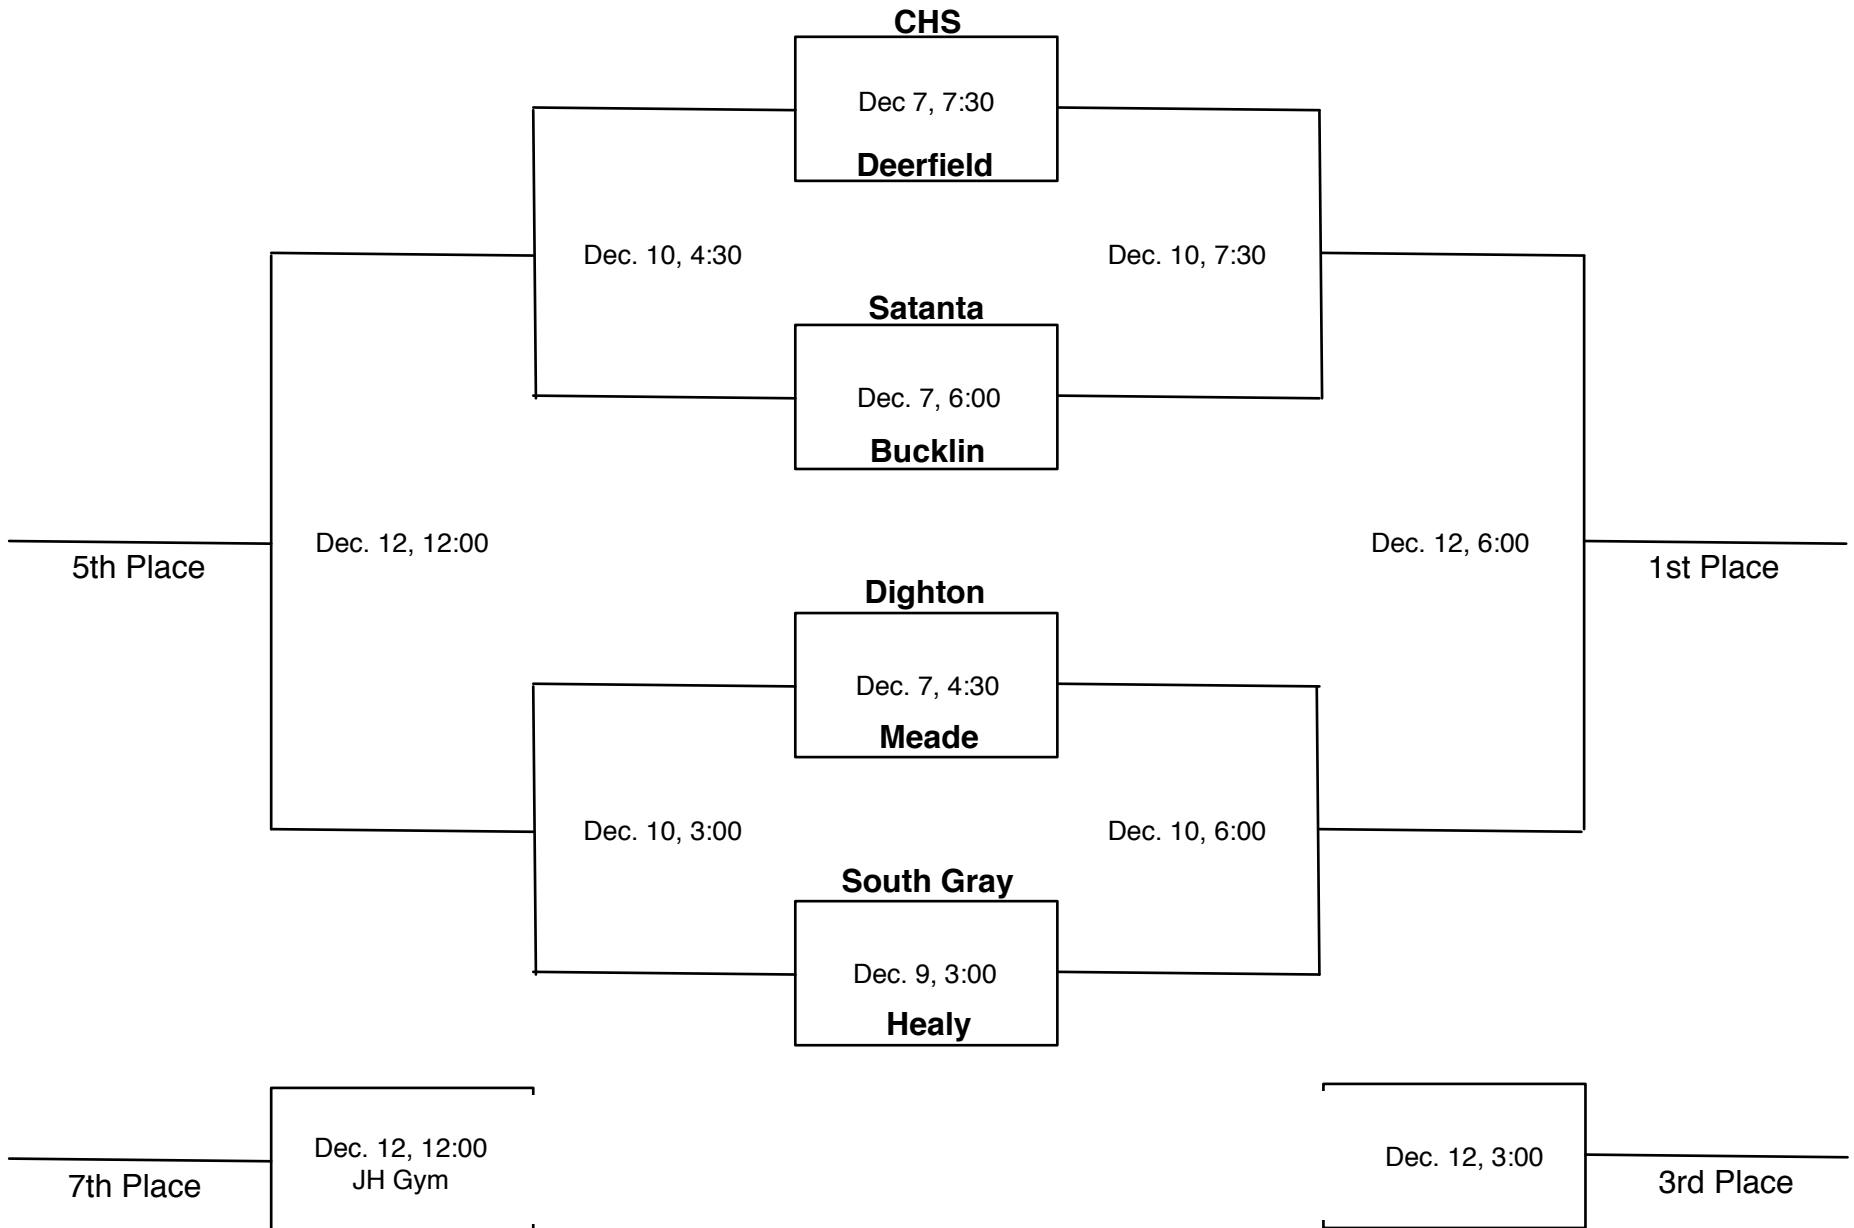 CHS
Dec 7, 7:30
Deerfield
Dec. 10, 4:30
Dec. 10, 7:30
Satanta
Dec. 7, 6:00
Bucklin
Dec. 12, 12:00
5th Place
Dec. 12, 6:00
1st Place
Dighton
Dec. 7, 4:30
Meade
Dec. 10, 3:00
Dec. 10, 6:00
South Gray
Dec. 9, 3:00
Healy
Dec. 12, 12:00
JH Gym
7th Place
Dec. 12, 3:00
3rd Place